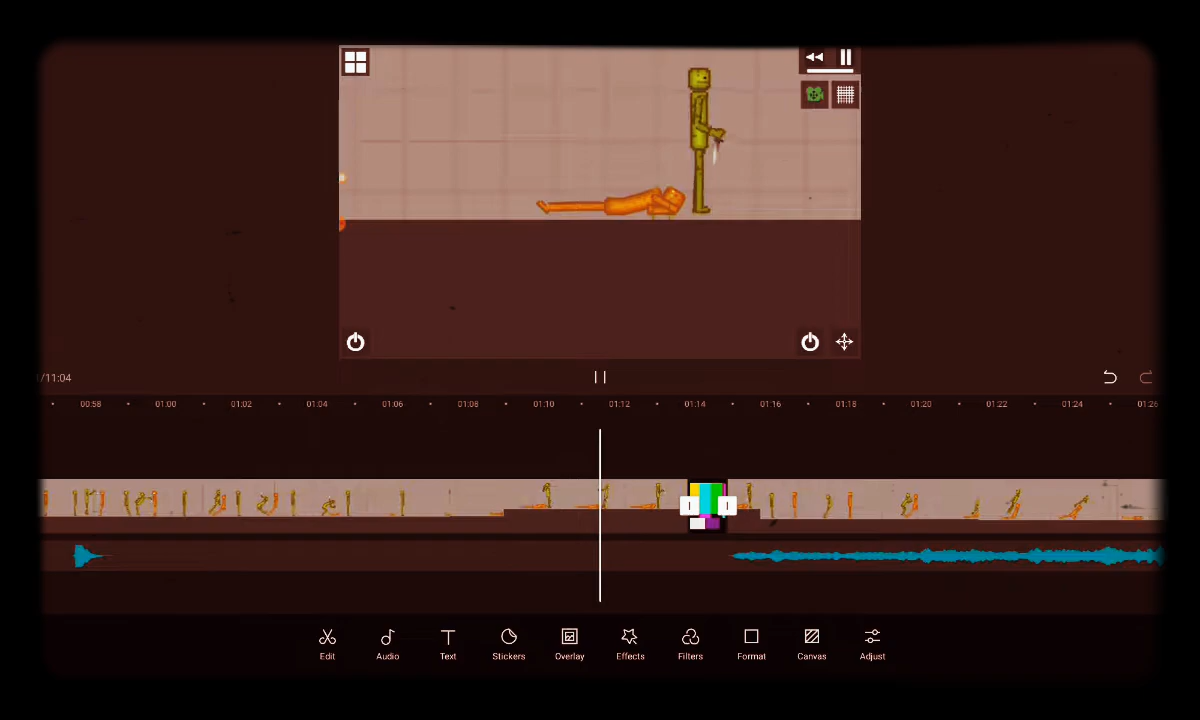 /11:04
00:58 01:00 01:02 01:04 01:06 01:08 01:10 01:12 01:14 01:16 01:18 01:20 01:22 01:24 01:26
Edit Audio Text Stickers Overlay Effects Filters Format Canvas Adjust